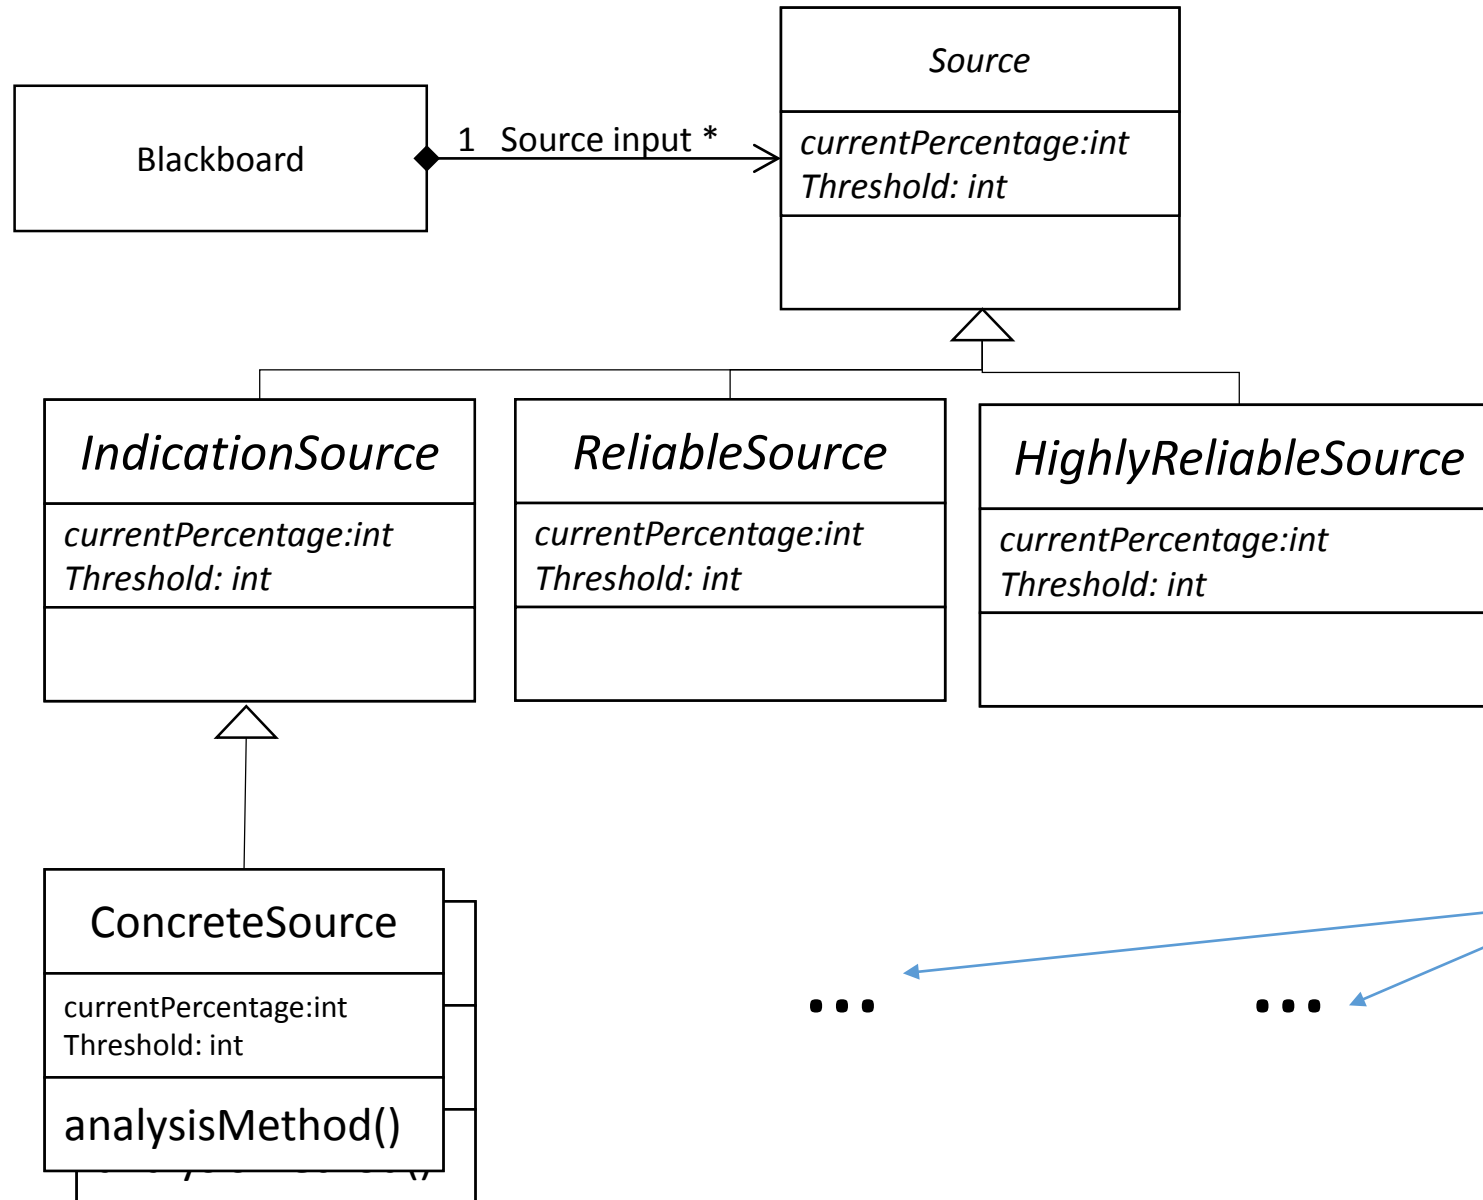 Source
currentPercentage:int
Threshold: int
Blackboard
1 Source input *
IndicationSource
currentPercentage:int
Threshold: int
ReliableSource
currentPercentage:int
Threshold: int
HighlyReliableSource
currentPercentage:int
Threshold: int
ConcreteSource
currentPercentage:int
Threshold: int
analysisMethod()
...
...